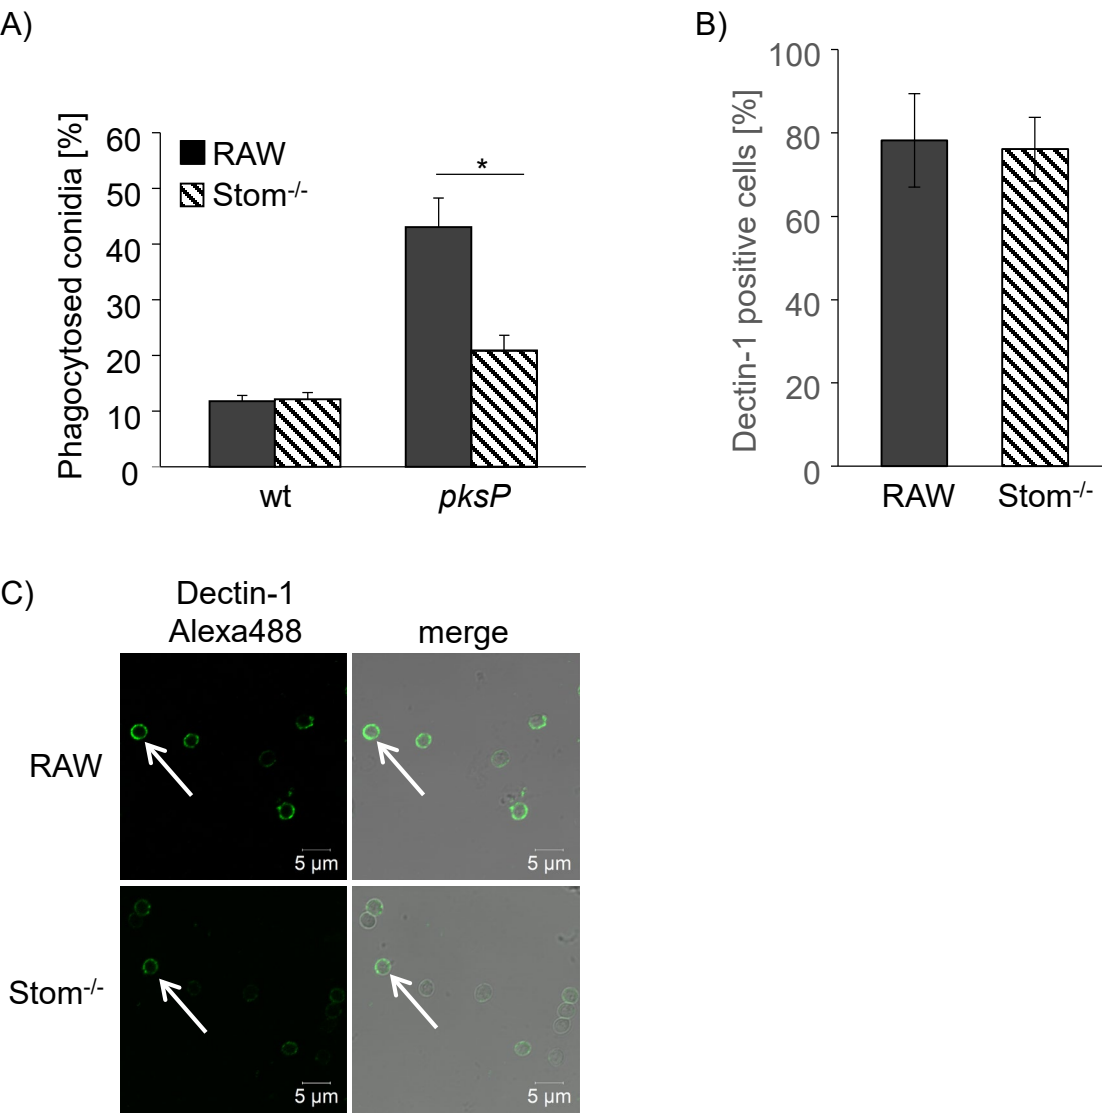 A)
Phagocytosed conidia [%]
60
50
40
30
20
10
0
RAW
Stom-/-
*
wt
pksP
B)
Dectin-1 positive cells [%]
100
80
60
40
20
0
RAW
Stom-/-
C)
Dectin-1
Alexa488
merge
RAW
5 µm
5 µm
Stom-/-
5 µm
5 µm